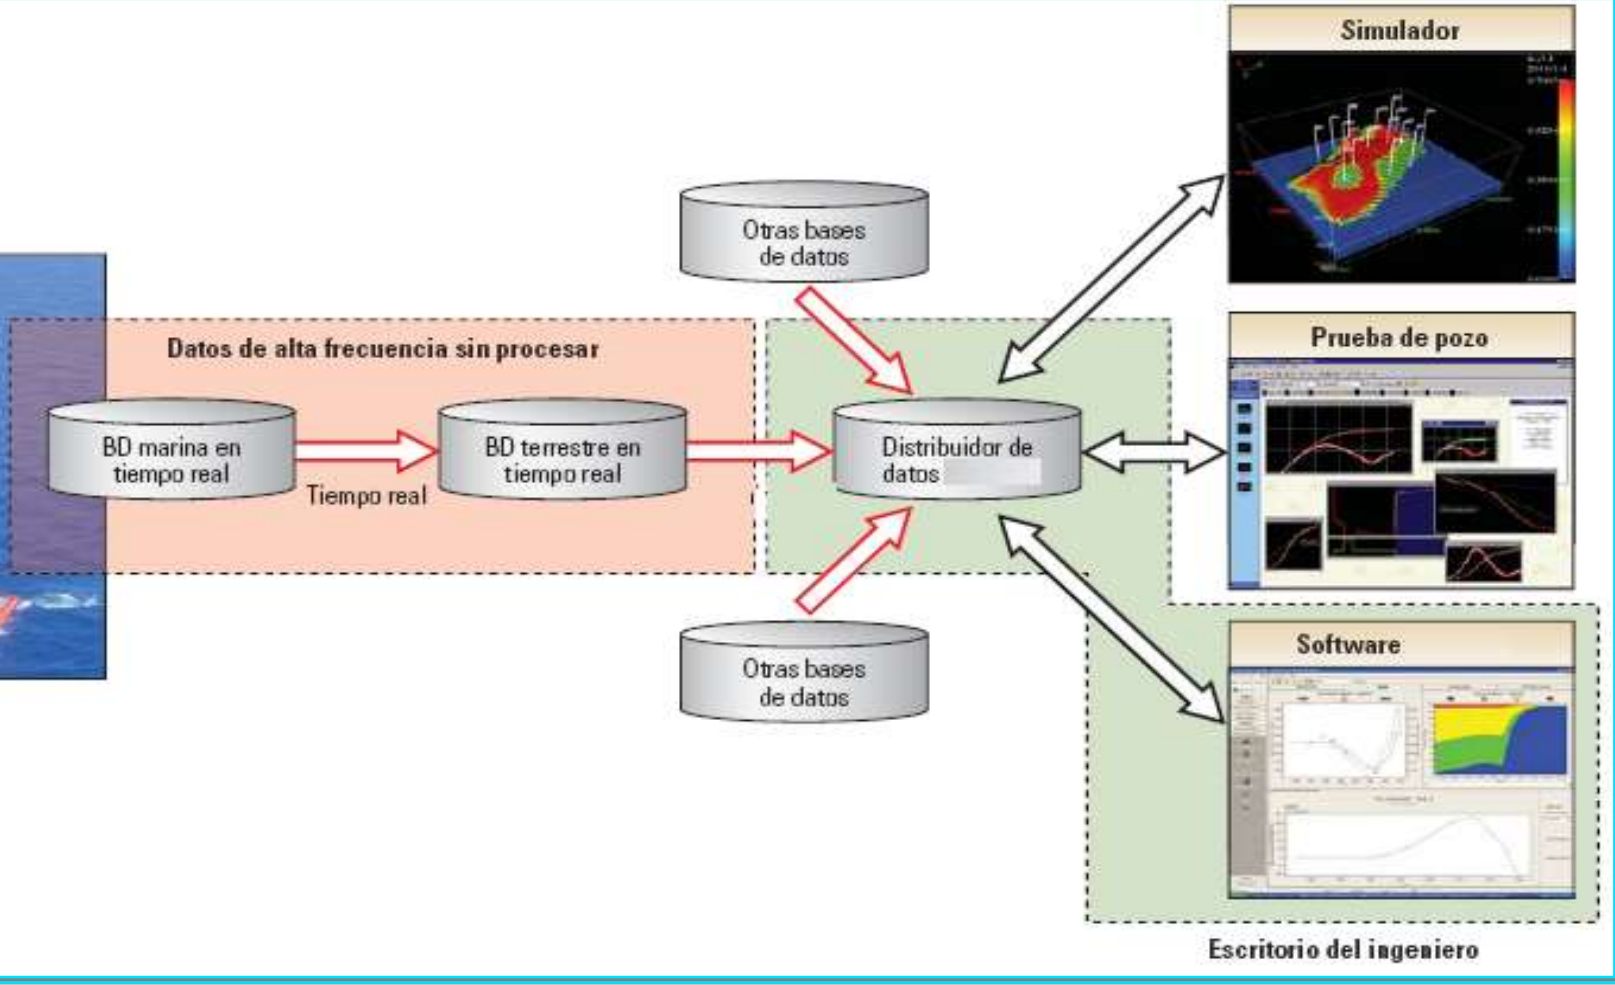 Simulador
Otras bases
de datos
Prueba de pozo
Datos de alta frecuencia sin procesar
BD marina en
tiempo real
Tiempo real
BD terrestre en
tiempo real
Distribuidor de
datos
Otras bases
de datos
Software
Escritorio del ingeniero